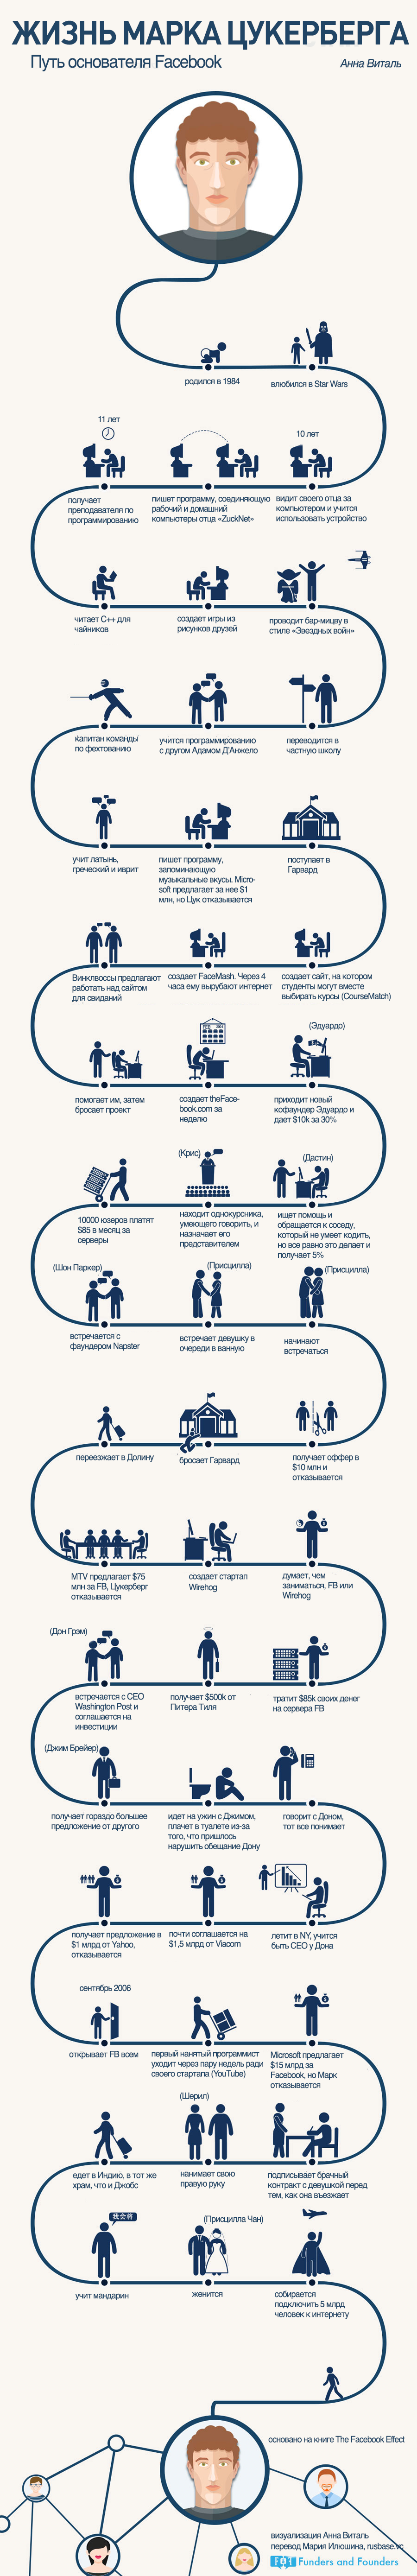 ЖИЗНЬ МАРКА ЦУКЕРБЕРГА
Путь основателя Facebook
Анна Виталь
родился в 1984
влюбился в Star Wars
10 лет
видит своего отца за
компьютером и учится
использовать устройство
пишет программу, соединяющую
рабочий и домашний
компьютеры отца «ZuckNet»
11 лет
получает
преподавателя по
программированию
читает C++ для
чайников
создает игры из
рисунков друзей
проводит бар-мицву в
стиле «Звездных войн»
переводится в
частную школу
учится программированию
с другом Адамом Д'Анжело
капитан команды
по фехтованию
учит латынь,
греческий и иврит
пишет программу,
запоминающую
музыкальные вкусы. Micro-
soft предлагает за нее $1
млн, но Цук отказывается
поступает в
Гарвард
создает сайт, на котором
студенты могут вместе
выбирать курсы (CourseMatch)
создает FaceMash. Через 4
часа ему вырубают интернет
Винклвоссы предлагают
работать над сайтом
для свиданий
помогает им, затем
бросает проект
создает theFace-
book.com за
неделю
(Эдуардо)
приходит новый
кофаундер Эдуардо и
дает $10k за 30%
(Дастин)
ищет помощь и
обращается к соседу,
который не умеет кодить,
но все равно это делает и
получает 5%
(Крис)
находит однокурсника,
умеющего говорить, и
назначает его
представителем
10000 юзеров платят
$85 в месяц за
серверы
(Шон Паркер)
встречается с
фаундером Napster
(Присцилла)
встречает девушку в
очереди в ванную
(Присцилла)
начинают
встречаться
получает оффер в
$10 млн и
отказывается
бросает Гарвард
переезжает в Долину
MTV предлагает $75
млн за FB, Цукерберг
отказывается
создает стартап
Wirehog
думает, чем
заниматься, FB или
Wirehog
тратит $85k своих денег
на сервера FB
получает $500k от
Питера Тиля
(Дон Грэм)
встречается с CEO
Washington Post и
соглашается на
инвестиции
(Джим Брейер)
получает гораздо большее
предложение от другого
идет на ужин с Джимом,
плачет в туалете из-за
того, что пришлось
нарушить обещание Дону
говорит с Доном,
тот все понимает
летит в NY, учится
быть CEO у Дона
почти соглашается на
$1,5 млрд от Viacom
получает предложение в
$1 млрд от Yahoo,
отказывается
сентябрь 2006
открывает FB всем
первый нанятый программист
уходит через пару недель ради
своего стартапа (YouTube)
Microsoft предлагает
$15 млрд за
Facebook, но Марк
отказывается
подписывает брачный
контракт с девушкой перед
тем, как она въезжает
(Шерил)
нанимает свою
правую руку
едет в Индию, в тот же
храм, что и Джобс
我会将
учит мандарин
(Присцилла Чан)
женится
собирается
подключить 5 млрд
человек к интернету
основано на книге The Facebook Effect
визуализация Анна Виталь
перевод Мария Илюшина, rusbase.vc
Funders and Founders